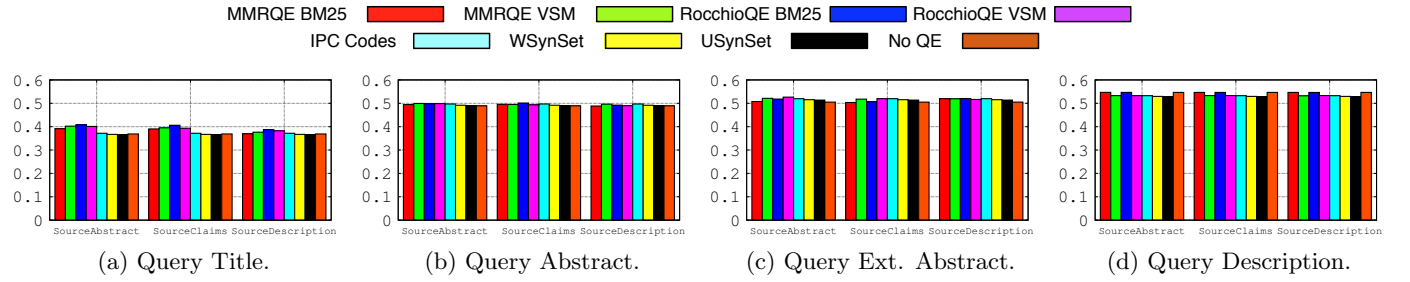 MMRQE BM25 MMRQE VSM RocchioQE BM25 RocchioQE VSM
IPC Codes WSynSet USynSet No QE
0.6 0.6 0.6 0.6
0.5 0.5 0.5 0.5
0.4 0.4 0.4 0.4
0.3 0.3 0.3 0.3
0.2 0.2 0.2 0.2
0.1 0.1 0.1 0.1
0 0 0 0
SourceAbstract SourceClaims SourceDescription SourceAbstract SourceClaims SourceDescription SourceAbstract SourceClaims SourceDescription SourceAbstract SourceClaims SourceDescription
(a) Query Title. (b) Query Abstract. (c) Query Ext. Abstract. (d) Query Description.